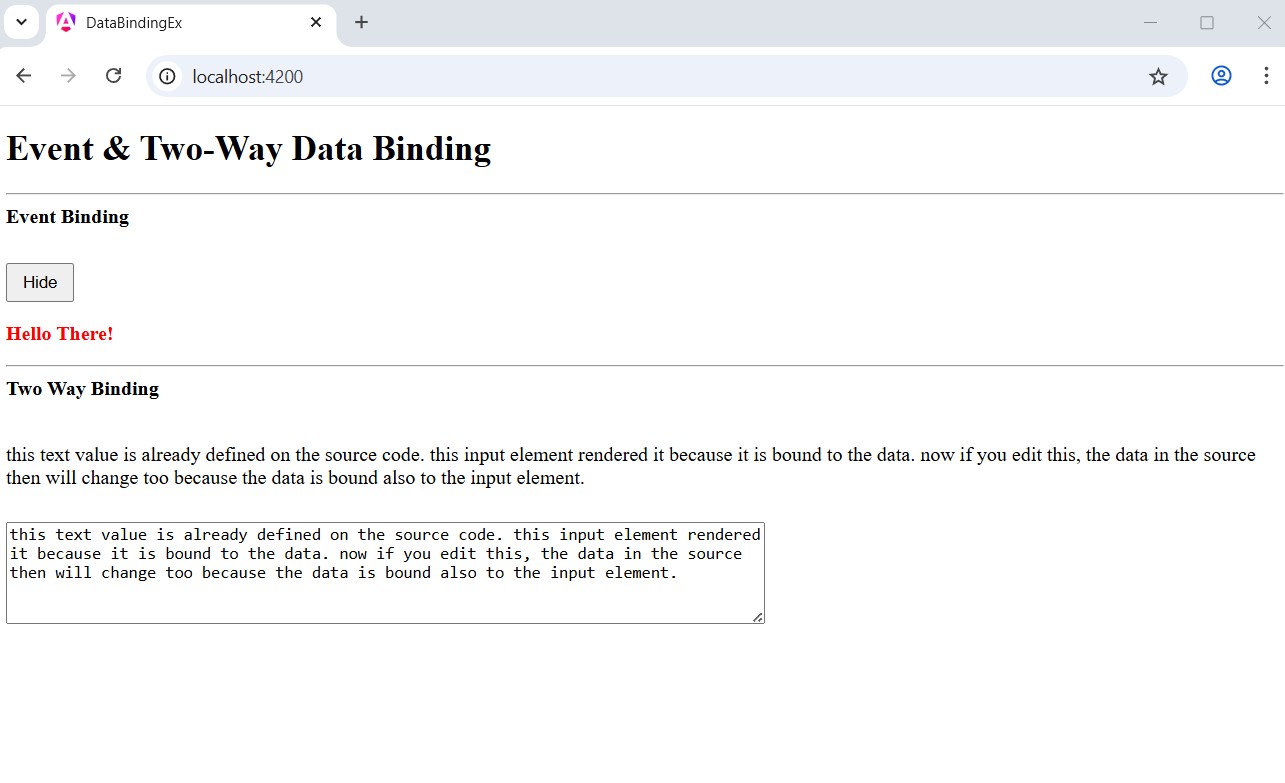 DataBindingEx
localhost:4200
Event & Two-Way Data Binding
Event Binding
Hide
Hello There!
Two Way Binding
this text value is already defined on the source code. this input element rendered it because it is bound to the data. now if you edit this, the data in the source
then will change too because the data is bound also to the input element.
this text value is already defined on the source code. this input element rendered
it because it is bound to the data. now if you edit this, the data in the source
then will change too because the data is bound also to the input element.